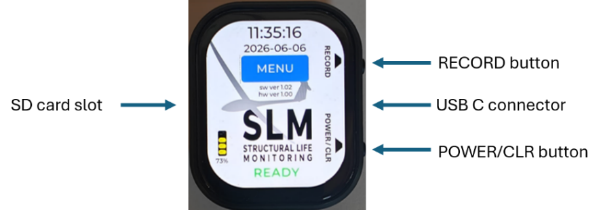 11:35:16
2026-06-06
MENU
sw ver 1.02
hw ver 1.00
SLM
STRUCTURAL LIFE
MONITORING
READY
73%
RECORD
POWER/CLR
SD card slot
RECORD button
USB C connector
POWER/CLR button